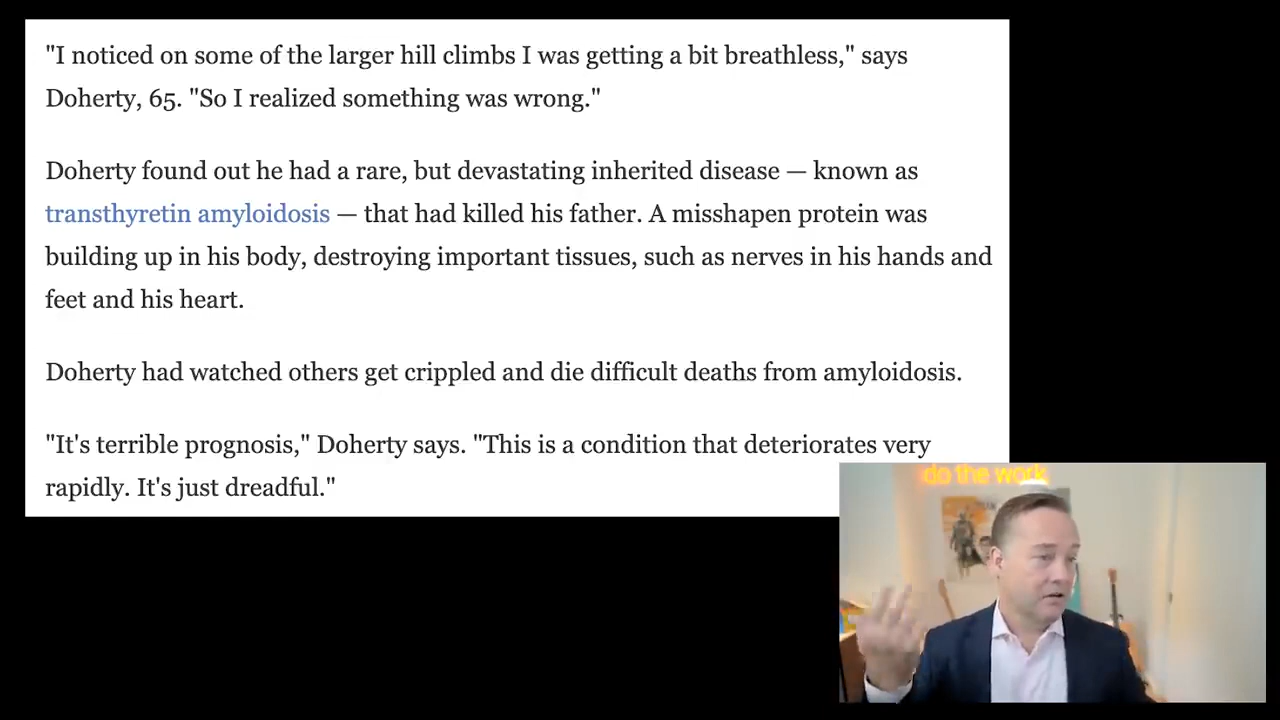 "I noticed on some of the larger hill climbs I was getting a bit breathless," says
Doherty, 65. "So I realized something was wrong."
Doherty found out he had a rare, but devastating inherited disease — known as
transthyretin amyloidosis — that had killed his father. A misshapen protein was
building up in his body, destroying important tissues, such as nerves in his hands and
feet and his heart.
Doherty had watched others get crippled and die difficult deaths from amyloidosis.
"It's terrible prognosis," Doherty says. "This is a condition that deteriorates very
rapidly. It's just dreadful."
do the work